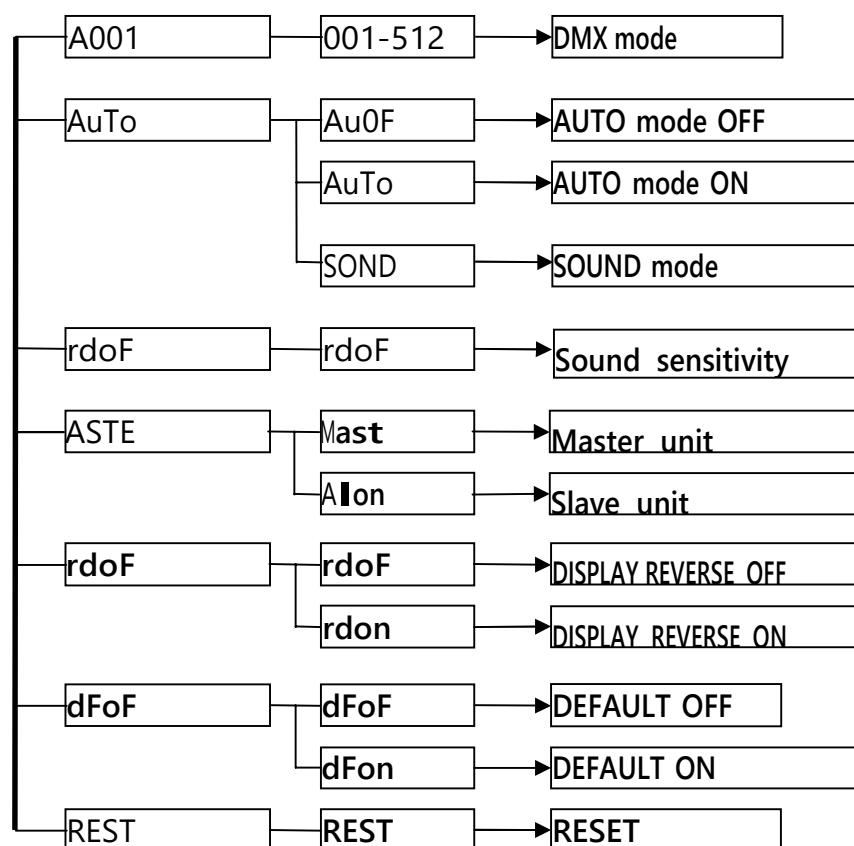 A001 001-512 DMX mode
AuTo Au0F AUTO mode OFF
AuTo AUTO mode ON
SOND SOUND mode
rdoF rdoF Sound sensitivity
ASTE Mast Master unit
Alon Slave unit
rdoF rdoF DISPLAY REVERSE OFF
rdon DISPLAY REVERSE ON
dFoF dFoF DEFAULT OFF
dFon DEFAULT ON
REST REST RESET